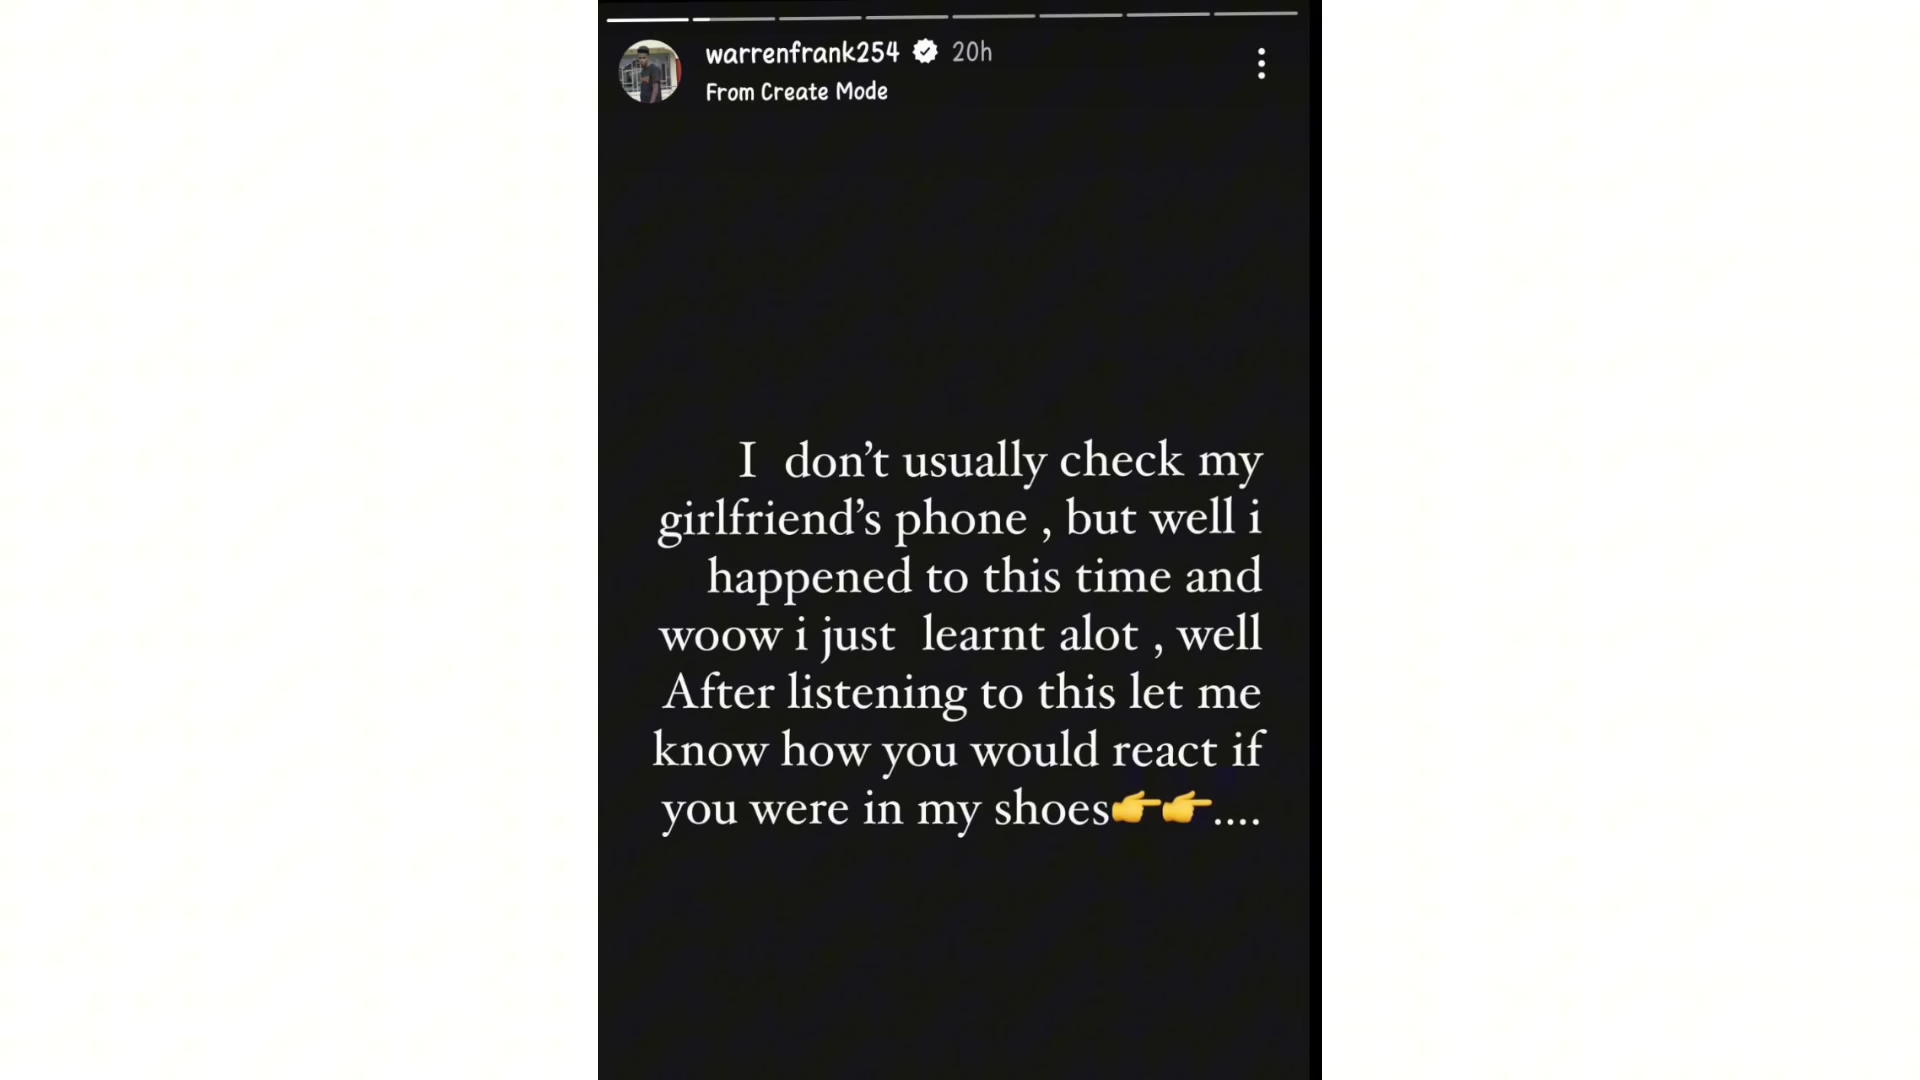 warrenfrank254 20h
From Create Mode
I don’t usually check my
girlfriend’s phone , but well i
happened to this time and
woow i just learnt alot , well
After listening to this let me
know how you would react if
you were in my shoes👉👉....